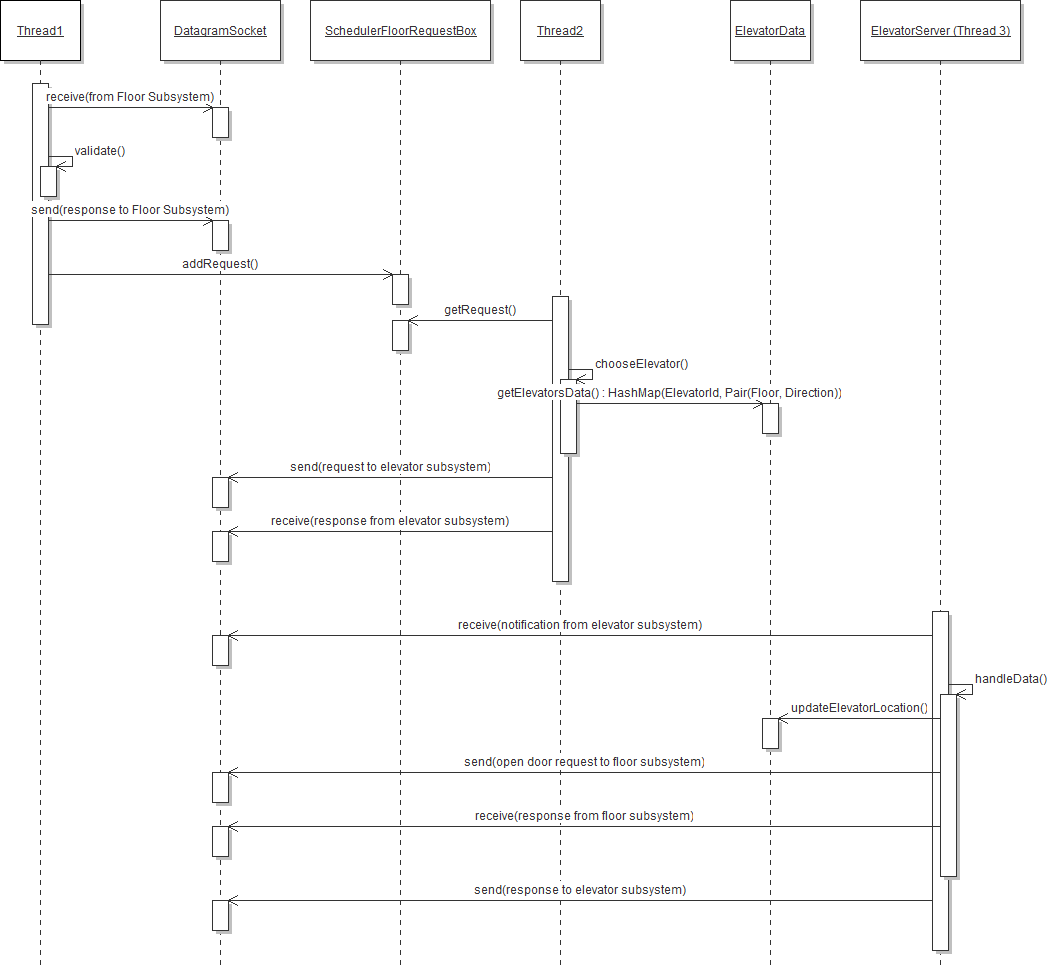 Thread1
DatagramSocket
SchedulerFloorRequestBox
Thread2
ElevatorData
ElevatorServer (Thread 3)
receive(from Floor Subsystem)
validate()
send(response to Floor Subsystem)
addRequest()
getRequest()
chooseElevator()
getElevatorsData() : HashMap(ElevatorId, Pair(Floor, Direction))
send(request to elevator subsystem)
receive(response from elevator subsystem)
receive(notification from elevator subsystem)
handleData()
updateElevatorLocation()
send(open door request to floor subsystem)
receive(response from floor subsystem)
send(response to elevator subsystem)